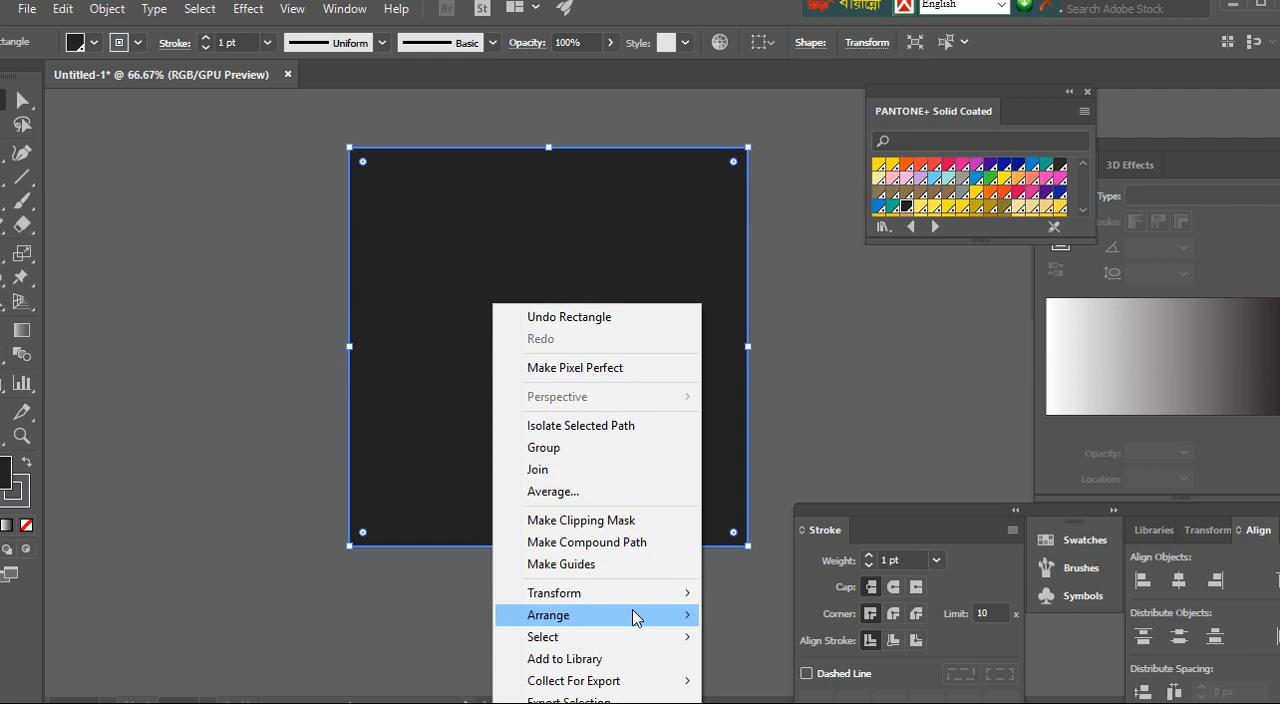 File Edit Object Type Select Effect View Window Help Br St বায়ান্নো English Search Adobe Stock
Stroke: 1 pt Uniform Basic Opacity: 100% Style: Shape: Transform
Untitled-1* @ 66.67% (RGB/GPU Preview)
PANTONE+ Solid Coated
3D Effects
Type:
Opacity:
Location:
Undo Rectangle
Redo
Make Pixel Perfect
Perspective
Isolate Selected Path
Group
Join
Average...
Make Clipping Mask
Make Compound Path
Make Guides
Transform
Arrange
Select
Add to Library
Collect For Export
Export Selection
Stroke
Weight: 1 pt
Cap:
Corner: Limit: 10 x
Align Stroke:
Dashed Line
Swatches
Brushes
Symbols
Libraries Transform Align
Align Objects:
Distribute Objects:
Distribute Spacing:
0 px